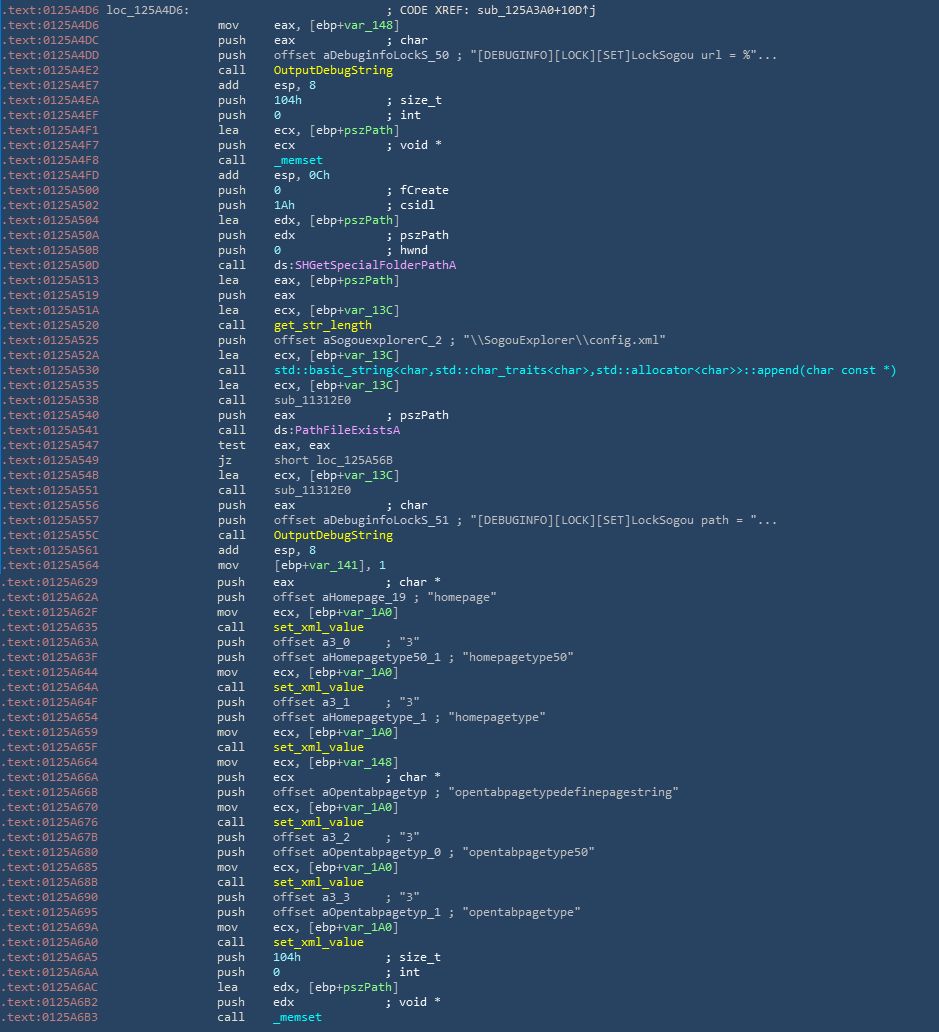 .text:0125A4D6 loc_125A4D6: ; CODE XREF: sub_125A3A0+10D↑j
.text:0125A4D6 mov eax, [ebp+var_148]
.text:0125A4DC push eax ; char
.text:0125A4DD push offset aDebuginfoLockS_50 ; "[DEBUGINFO][LOCK][SET]LockSogou url = %"...
.text:0125A4E2 call OutputDebugString
.text:0125A4E7 add esp, 8
.text:0125A4EA push 104h ; size_t
.text:0125A4EF push 0 ; int
.text:0125A4F1 lea ecx, [ebp+pszPath]
.text:0125A4F7 push ecx ; void *
.text:0125A4F8 call _memset
.text:0125A4FD add esp, 0Ch
.text:0125A500 push 0 ; fCreate
.text:0125A502 push 1Ah ; csidl
.text:0125A504 lea edx, [ebp+pszPath]
.text:0125A50A push edx ; pszPath
.text:0125A50B push 0 ; hwnd
.text:0125A50D call ds:SHGetSpecialFolderPathA
.text:0125A513 lea eax, [ebp+pszPath]
.text:0125A519 push eax
.text:0125A51A lea ecx, [ebp+var_13C]
.text:0125A520 call get_str_length
.text:0125A525 push offset aSogouexplorerC_2 ; "\\SogouExplorer\\config.xml"
.text:0125A52A lea ecx, [ebp+var_13C]
.text:0125A530 call std::basic_string<char,std::char_traits<char>,std::allocator<char>>::append(char const *)
.text:0125A535 lea ecx, [ebp+var_13C]
.text:0125A53B call sub_11312E0
.text:0125A540 push eax ; pszPath
.text:0125A541 call ds:PathFileExistsA
.text:0125A547 test eax, eax
.text:0125A549 jz short loc_125A56B
.text:0125A54B lea ecx, [ebp+var_13C]
.text:0125A551 call sub_11312E0
.text:0125A556 push eax ; char
.text:0125A557 push offset aDebuginfoLockS_51 ; "[DEBUGINFO][LOCK][SET]LockSogou path = "...
.text:0125A55C call OutputDebugString
.text:0125A561 add esp, 8
.text:0125A564 mov [ebp+var_141], 1
.text:0125A629 push eax ; char *
.text:0125A62A push offset aHomepage_19 ; "homepage"
.text:0125A62F mov ecx, [ebp+var_1A0]
.text:0125A635 call set_xml_value
.text:0125A63A push offset a3_0 ; "3"
.text:0125A63F push offset aHomepagetype50_1 ; "homepagetype50"
.text:0125A644 mov ecx, [ebp+var_1A0]
.text:0125A64A call set_xml_value
.text:0125A64F push offset a3_1 ; "3"
.text:0125A654 push offset aHomepagetype_1 ; "homepagetype"
.text:0125A659 mov ecx, [ebp+var_1A0]
.text:0125A65F call set_xml_value
.text:0125A664 mov ecx, [ebp+var_148]
.text:0125A66A push ecx ; char *
.text:0125A66B push offset aOpentabpagetyp ; "opentabpagetypedefinepagestring"
.text:0125A670 mov ecx, [ebp+var_1A0]
.text:0125A676 call set_xml_value
.text:0125A67B push offset a3_2 ; "3"
.text:0125A680 push offset aOpentabpagetyp_0 ; "opentabpagetype50"
.text:0125A685 mov ecx, [ebp+var_1A0]
.text:0125A68B call set_xml_value
.text:0125A690 push offset a3_3 ; "3"
.text:0125A695 push offset aOpentabpagetyp_1 ; "opentabpagetype"
.text:0125A69A mov ecx, [ebp+var_1A0]
.text:0125A6A0 call set_xml_value
.text:0125A6A5 push 104h ; size_t
.text:0125A6AA push 0 ; int
.text:0125A6AC lea edx, [ebp+pszPath]
.text:0125A6B2 push edx ; void *
.text:0125A6B3 call _memset